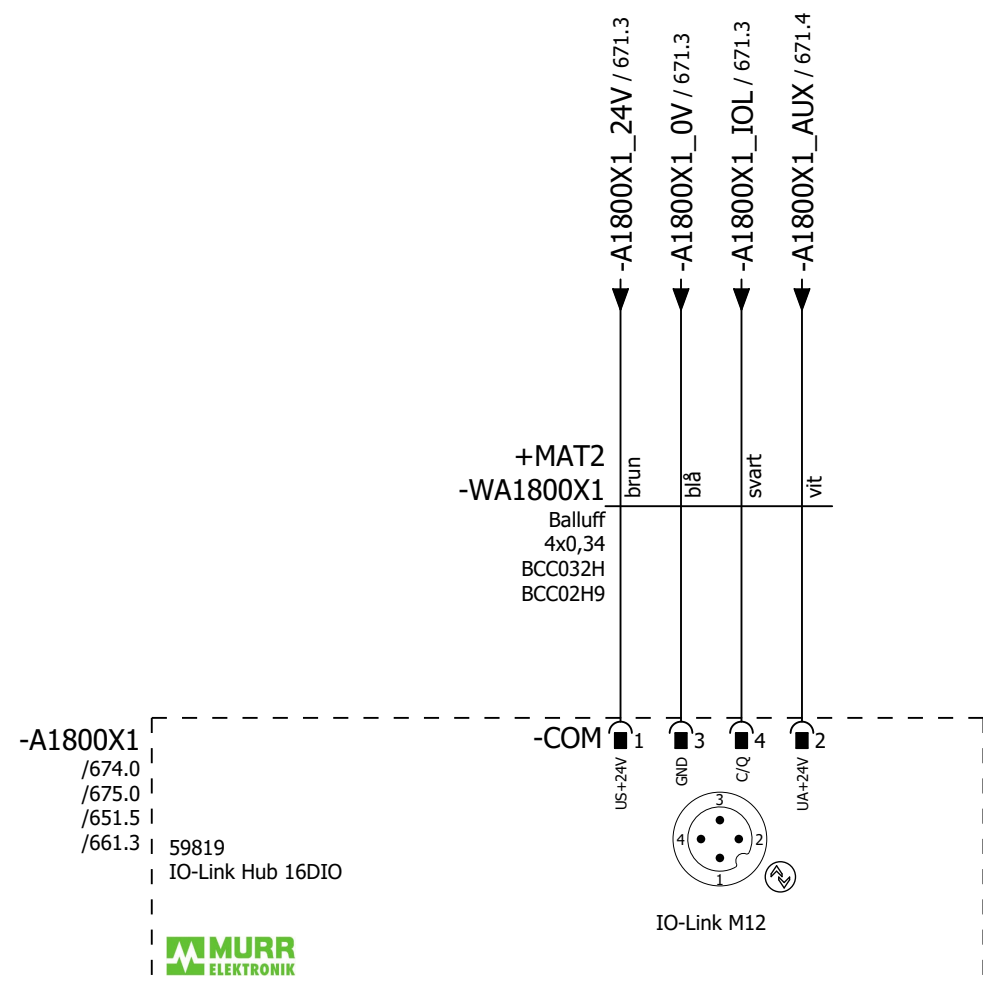 -A1800X1_24V / 671.3
-A1800X1_0V / 671.3
-A1800X1_IOL / 671.3
-A1800X1_AUX / 671.4
+MAT2
-WA1800X1
Balluff
4x0,34
BCC032H
BCC02H9
brun
blå
svart
vit
-A1800X1
/674.0
/675.0
/651.5
/661.3
-COM
1
3
4
2
US+24V
GND
C/Q
UA+24V
3
4
2
1
59819
IO-Link Hub 16DIO
IO-Link M12
MURR
ELEKTRONIK